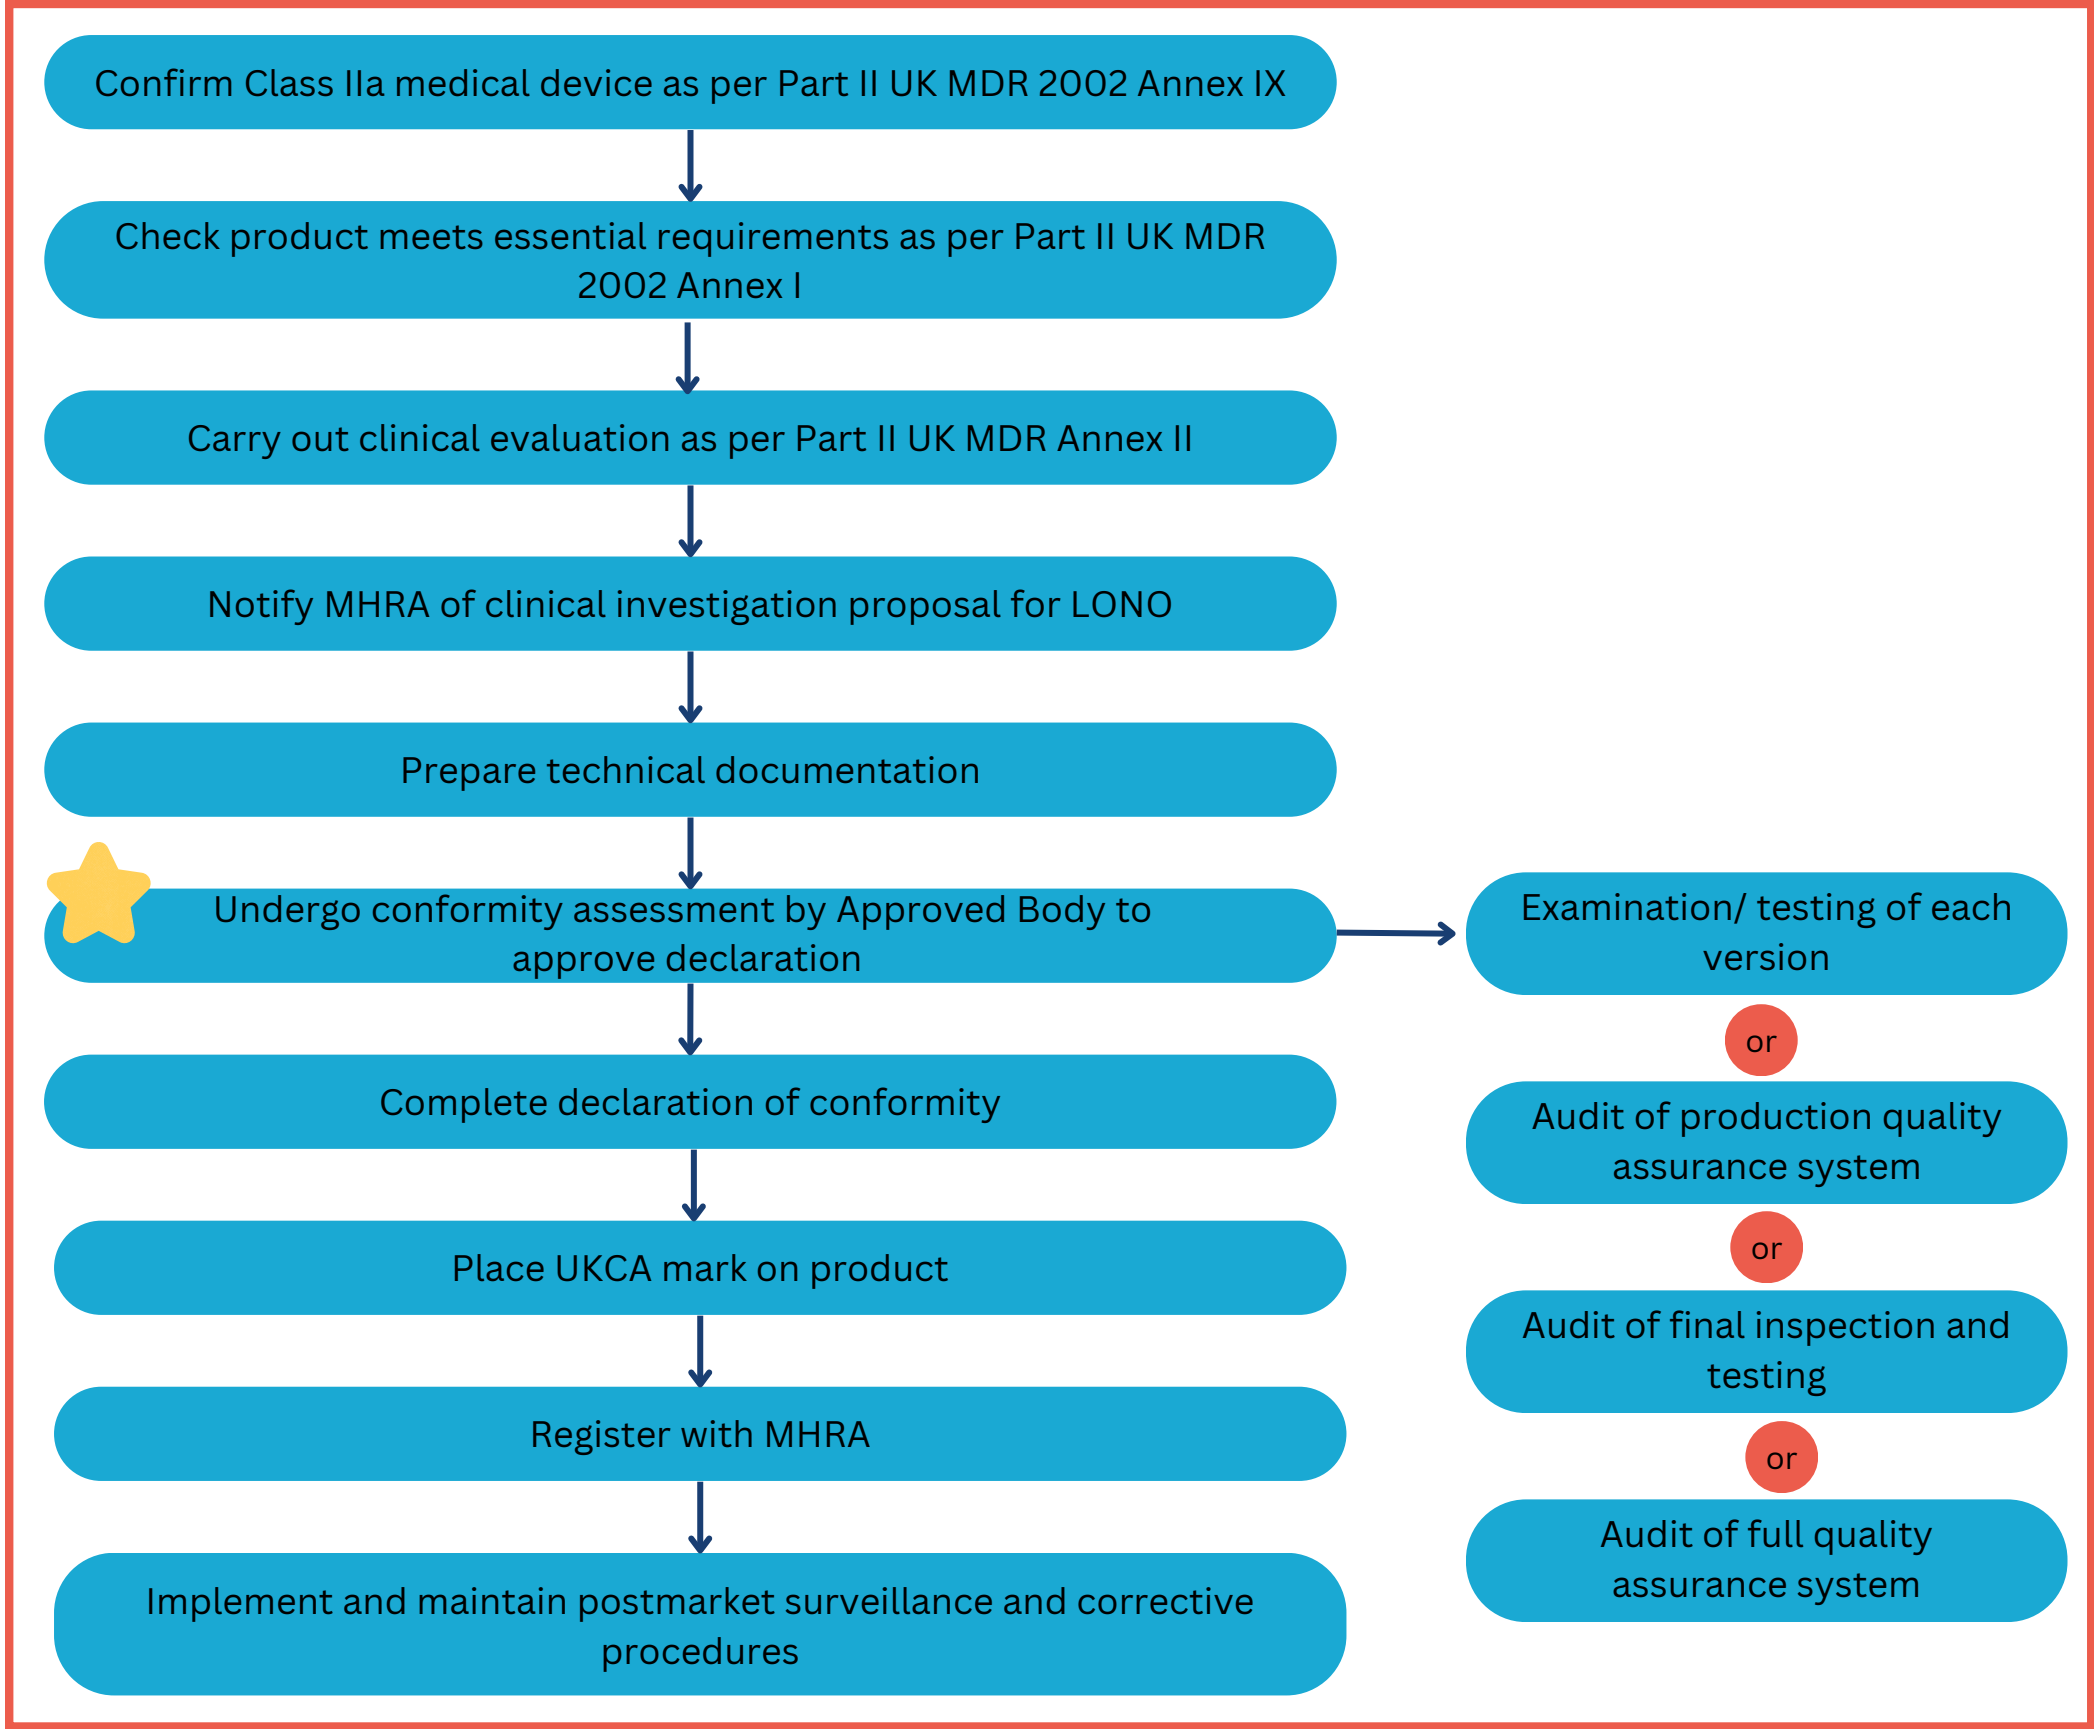 Confirm Class IIa medical device as per Part II UK MDR 2002 Annex IX
Check product meets essential requirements as per Part II UK MDR
2002 Annex I
Carry out clinical evaluation as per Part II UK MDR Annex II
Notify MHRA of clinical investigation proposal for LONO
Prepare technical documentation
Undergo conformity assessment by Approved Body to
approve declaration
Complete declaration of conformity
Place UKCA mark on product
Register with MHRA
Implement and maintain postmarket surveillance and corrective
procedures
Examination/ testing of each
version
or
Audit of production quality
assurance system
or
Audit of final inspection and
testing
or
Audit of full quality
assurance system